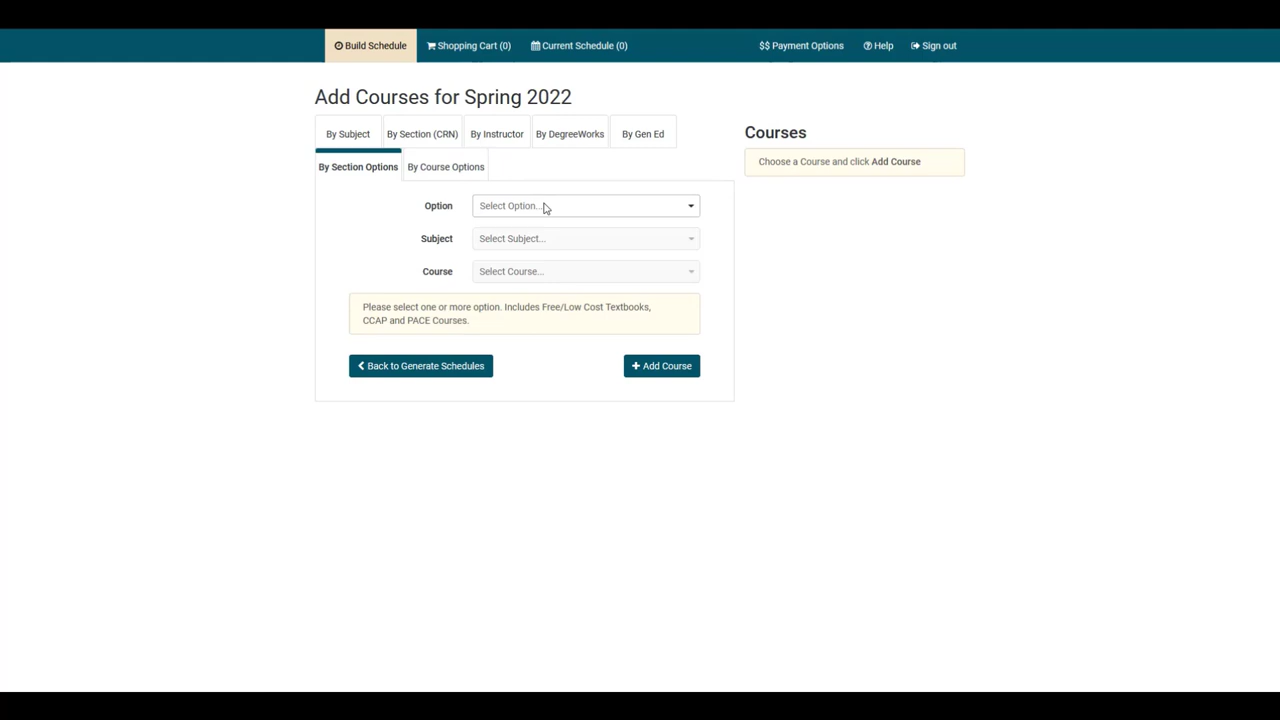 Build Schedule
Shopping Cart (0)
Current Schedule (0)
$$ Payment Options
Help
Sign out
Add Courses for Spring 2022
By Subject
By Section (CRN)
By Instructor
By DegreeWorks
By Gen Ed
By Section Options
By Course Options
Option
Select Option...
Subject
Select Subject...
Course
Select Course...
Please select one or more option. Includes Free/Low Cost Textbooks,
CCAP and PACE Courses.
Back to Generate Schedules
+ Add Course
Courses
Choose a Course and click Add Course